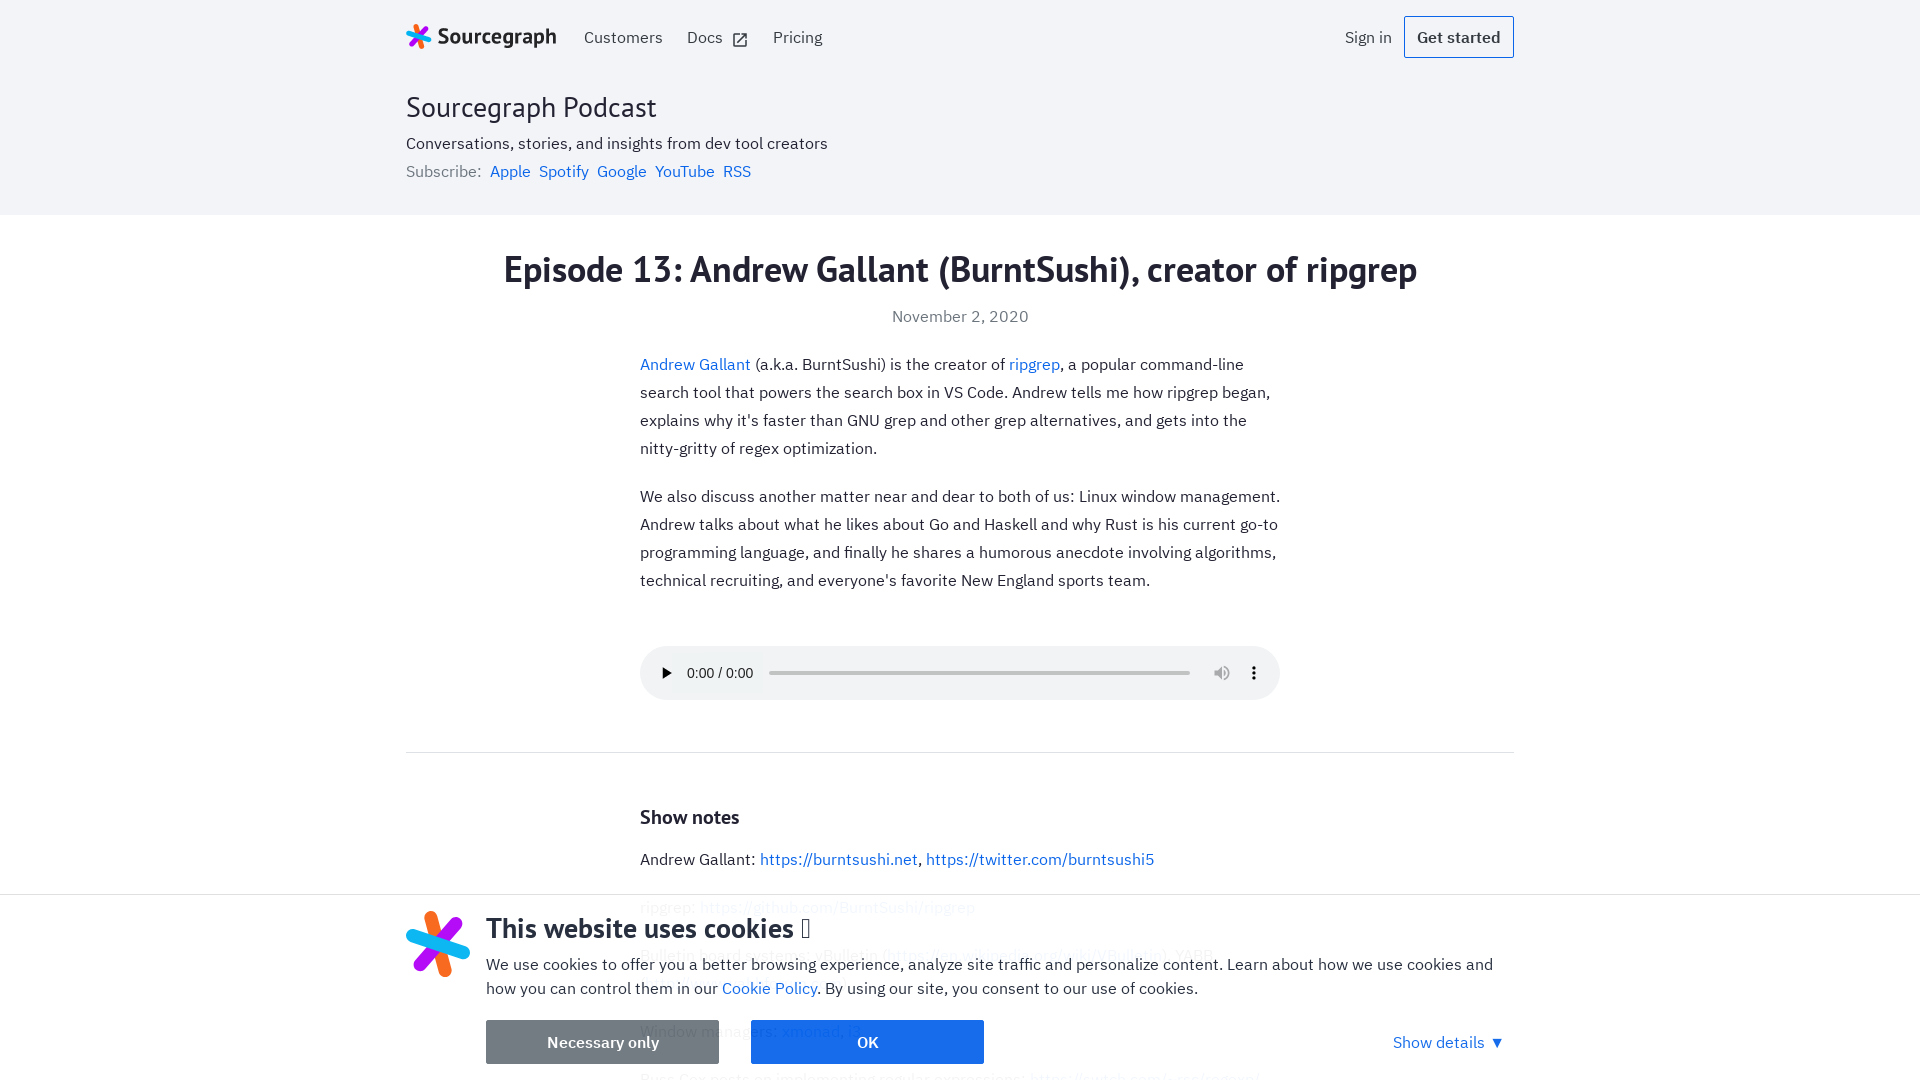 Sourcegraph Customers Docs Pricing Sign in Get started
Sourcegraph Podcast
Conversations, stories, and insights from dev tool creators
Subscribe: Apple Spotify Google YouTube RSS
Episode 13: Andrew Gallant (BurntSushi), creator of ripgrep
November 2, 2020
Andrew Gallant (a.k.a. BurntSushi) is the creator of ripgrep, a popular command-line
search tool that powers the search box in VS Code. Andrew tells me how ripgrep began,
explains why it's faster than GNU grep and other grep alternatives, and gets into the
nitty-gritty of regex optimization.
We also discuss another matter near and dear to both of us: Linux window management.
Andrew talks about what he likes about Go and Haskell and why Rust is his current go-to
programming language, and finally he shares a humorous anecdote involving algorithms,
technical recruiting, and everyone's favorite New England sports team.
0:00 / 0:00
Show notes
Andrew Gallant: https://burntsushi.net, https://twitter.com/burntsushi5
ripgrep: https://github.com/BurntSushi/ripgrep
This website uses cookies
We use cookies to offer you a better browsing experience, analyze site traffic and personalize content. Learn about how we use cookies and
how you can control them in our Cookie Policy. By using our site, you consent to our use of cookies.
Window managers: xmonad, i3
Necessary only OK Show details ▼